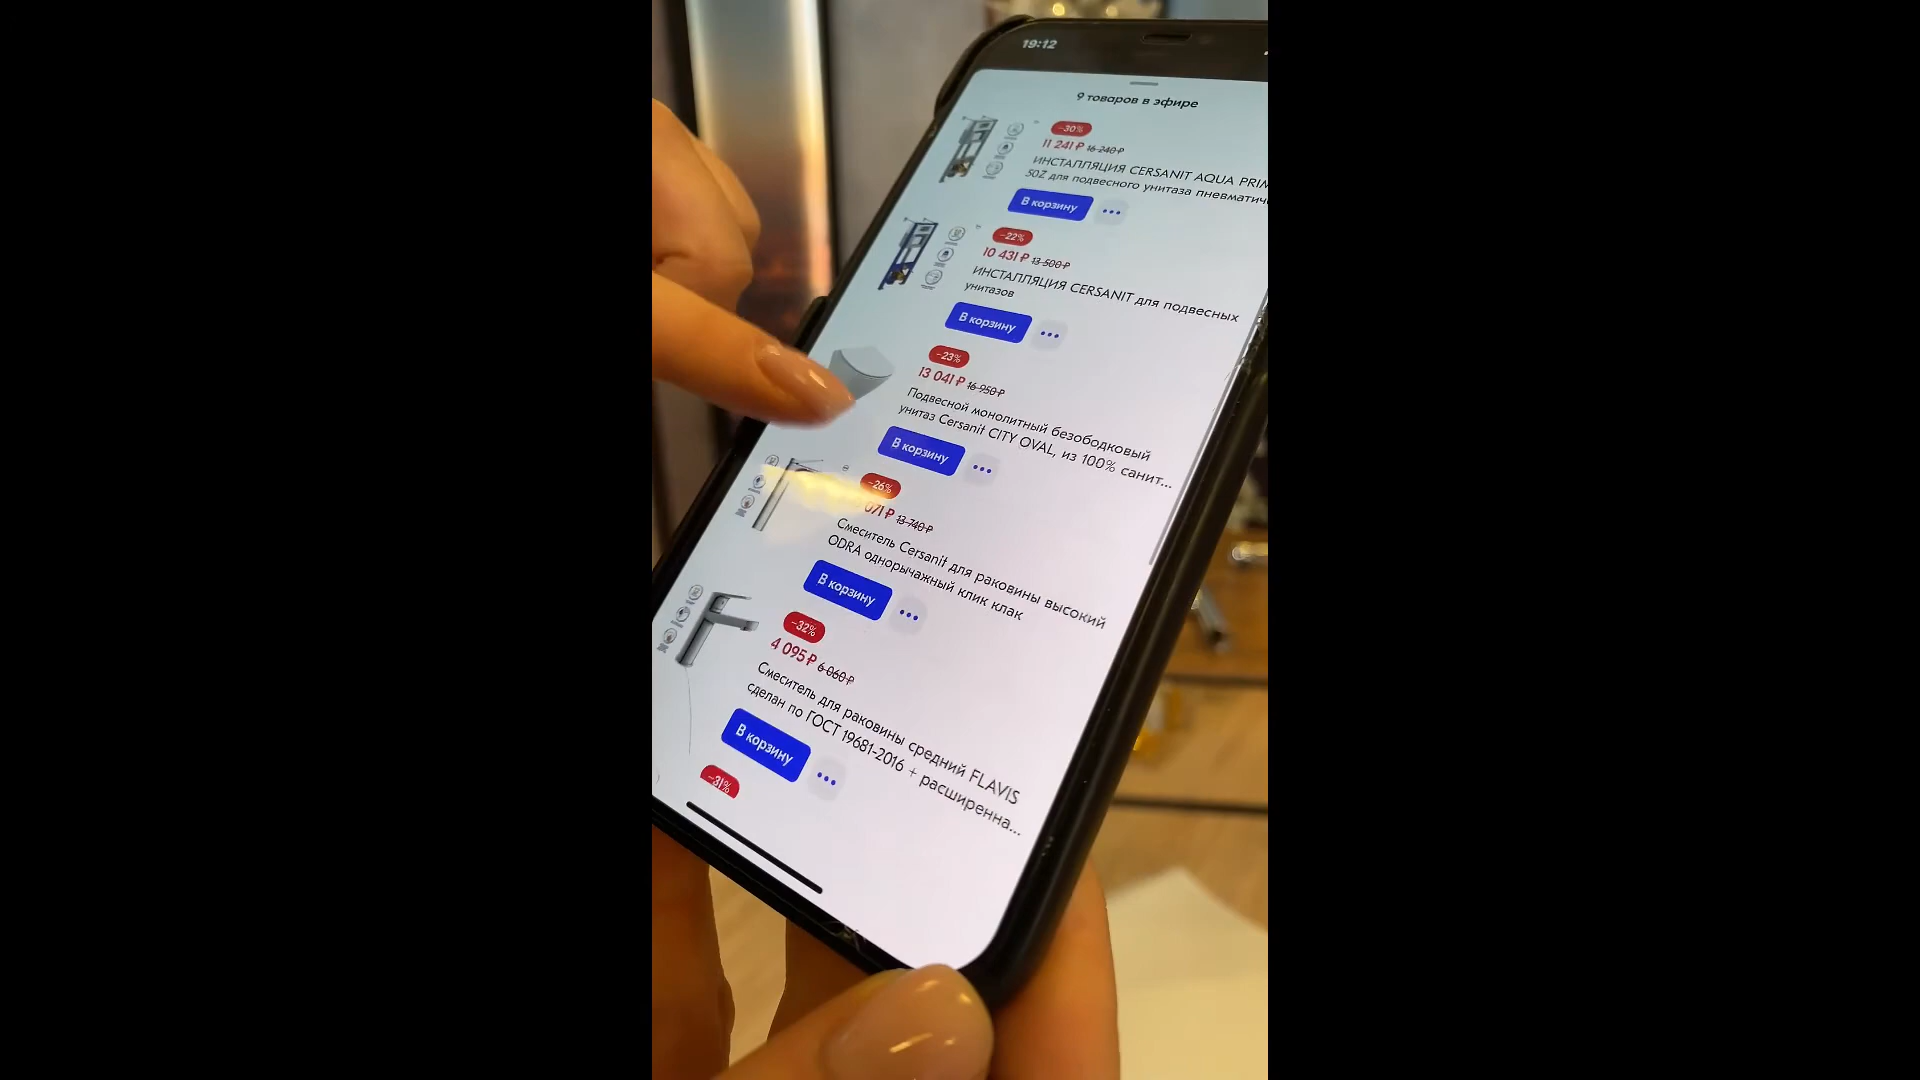 19:12
9 товаров в эфире
-30%
11 241 ₽ 16 240 ₽
ИНСТАЛЛЯЦИЯ CERSANIT AQUA PRIM
50Z для подвесного унитаза пневматич
В корзину
-22%
10 431 ₽ 13 500 ₽
ИНСТАЛЛЯЦИЯ CERSANIT для подвесных
унитазов
В корзину
-23%
13 041 ₽ 16 950 ₽
Подвесной монолитный безободковый
унитаз Cersanit CITY OVAL, из 100% санит...
В корзину
-26%
071 ₽ 13 740 ₽
Смеситель Cersanit для раковины высокий
ODRA однорычажный клик клак
В корзину
-32%
4 095 ₽ 6 060 ₽
Смеситель для раковины средний FLAVIS
сделан по ГОСТ 19681-2016 + расширенна...
В корзину
-31%